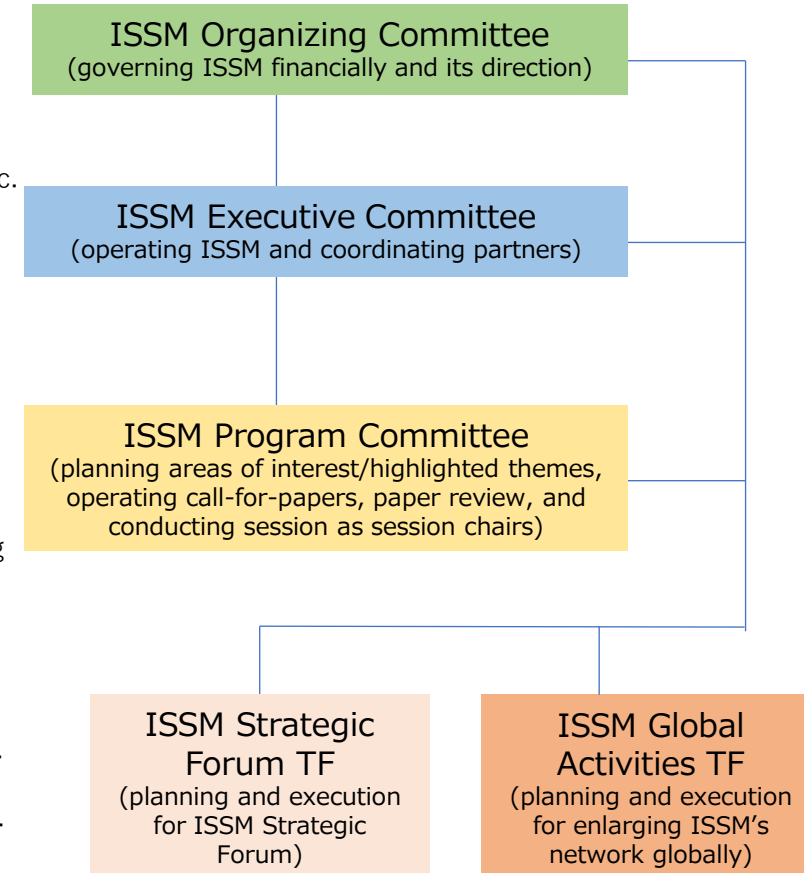 ISSM Organizing Committee
(governing ISSM financially and its direction)
c.
ISSM Executive Committee
(operating ISSM and coordinating partners)
ISSM Program Committee
(planning areas of interest/highlighted themes,
operating call-for-papers, paper review, and
conducting session as session chairs)
g
ISSM Strategic
Forum TF
(planning and execution
for ISSM Strategic
Forum)
ISSM Global
Activities TF
(planning and execution
for enlarging ISSM's
network globally)
.
.